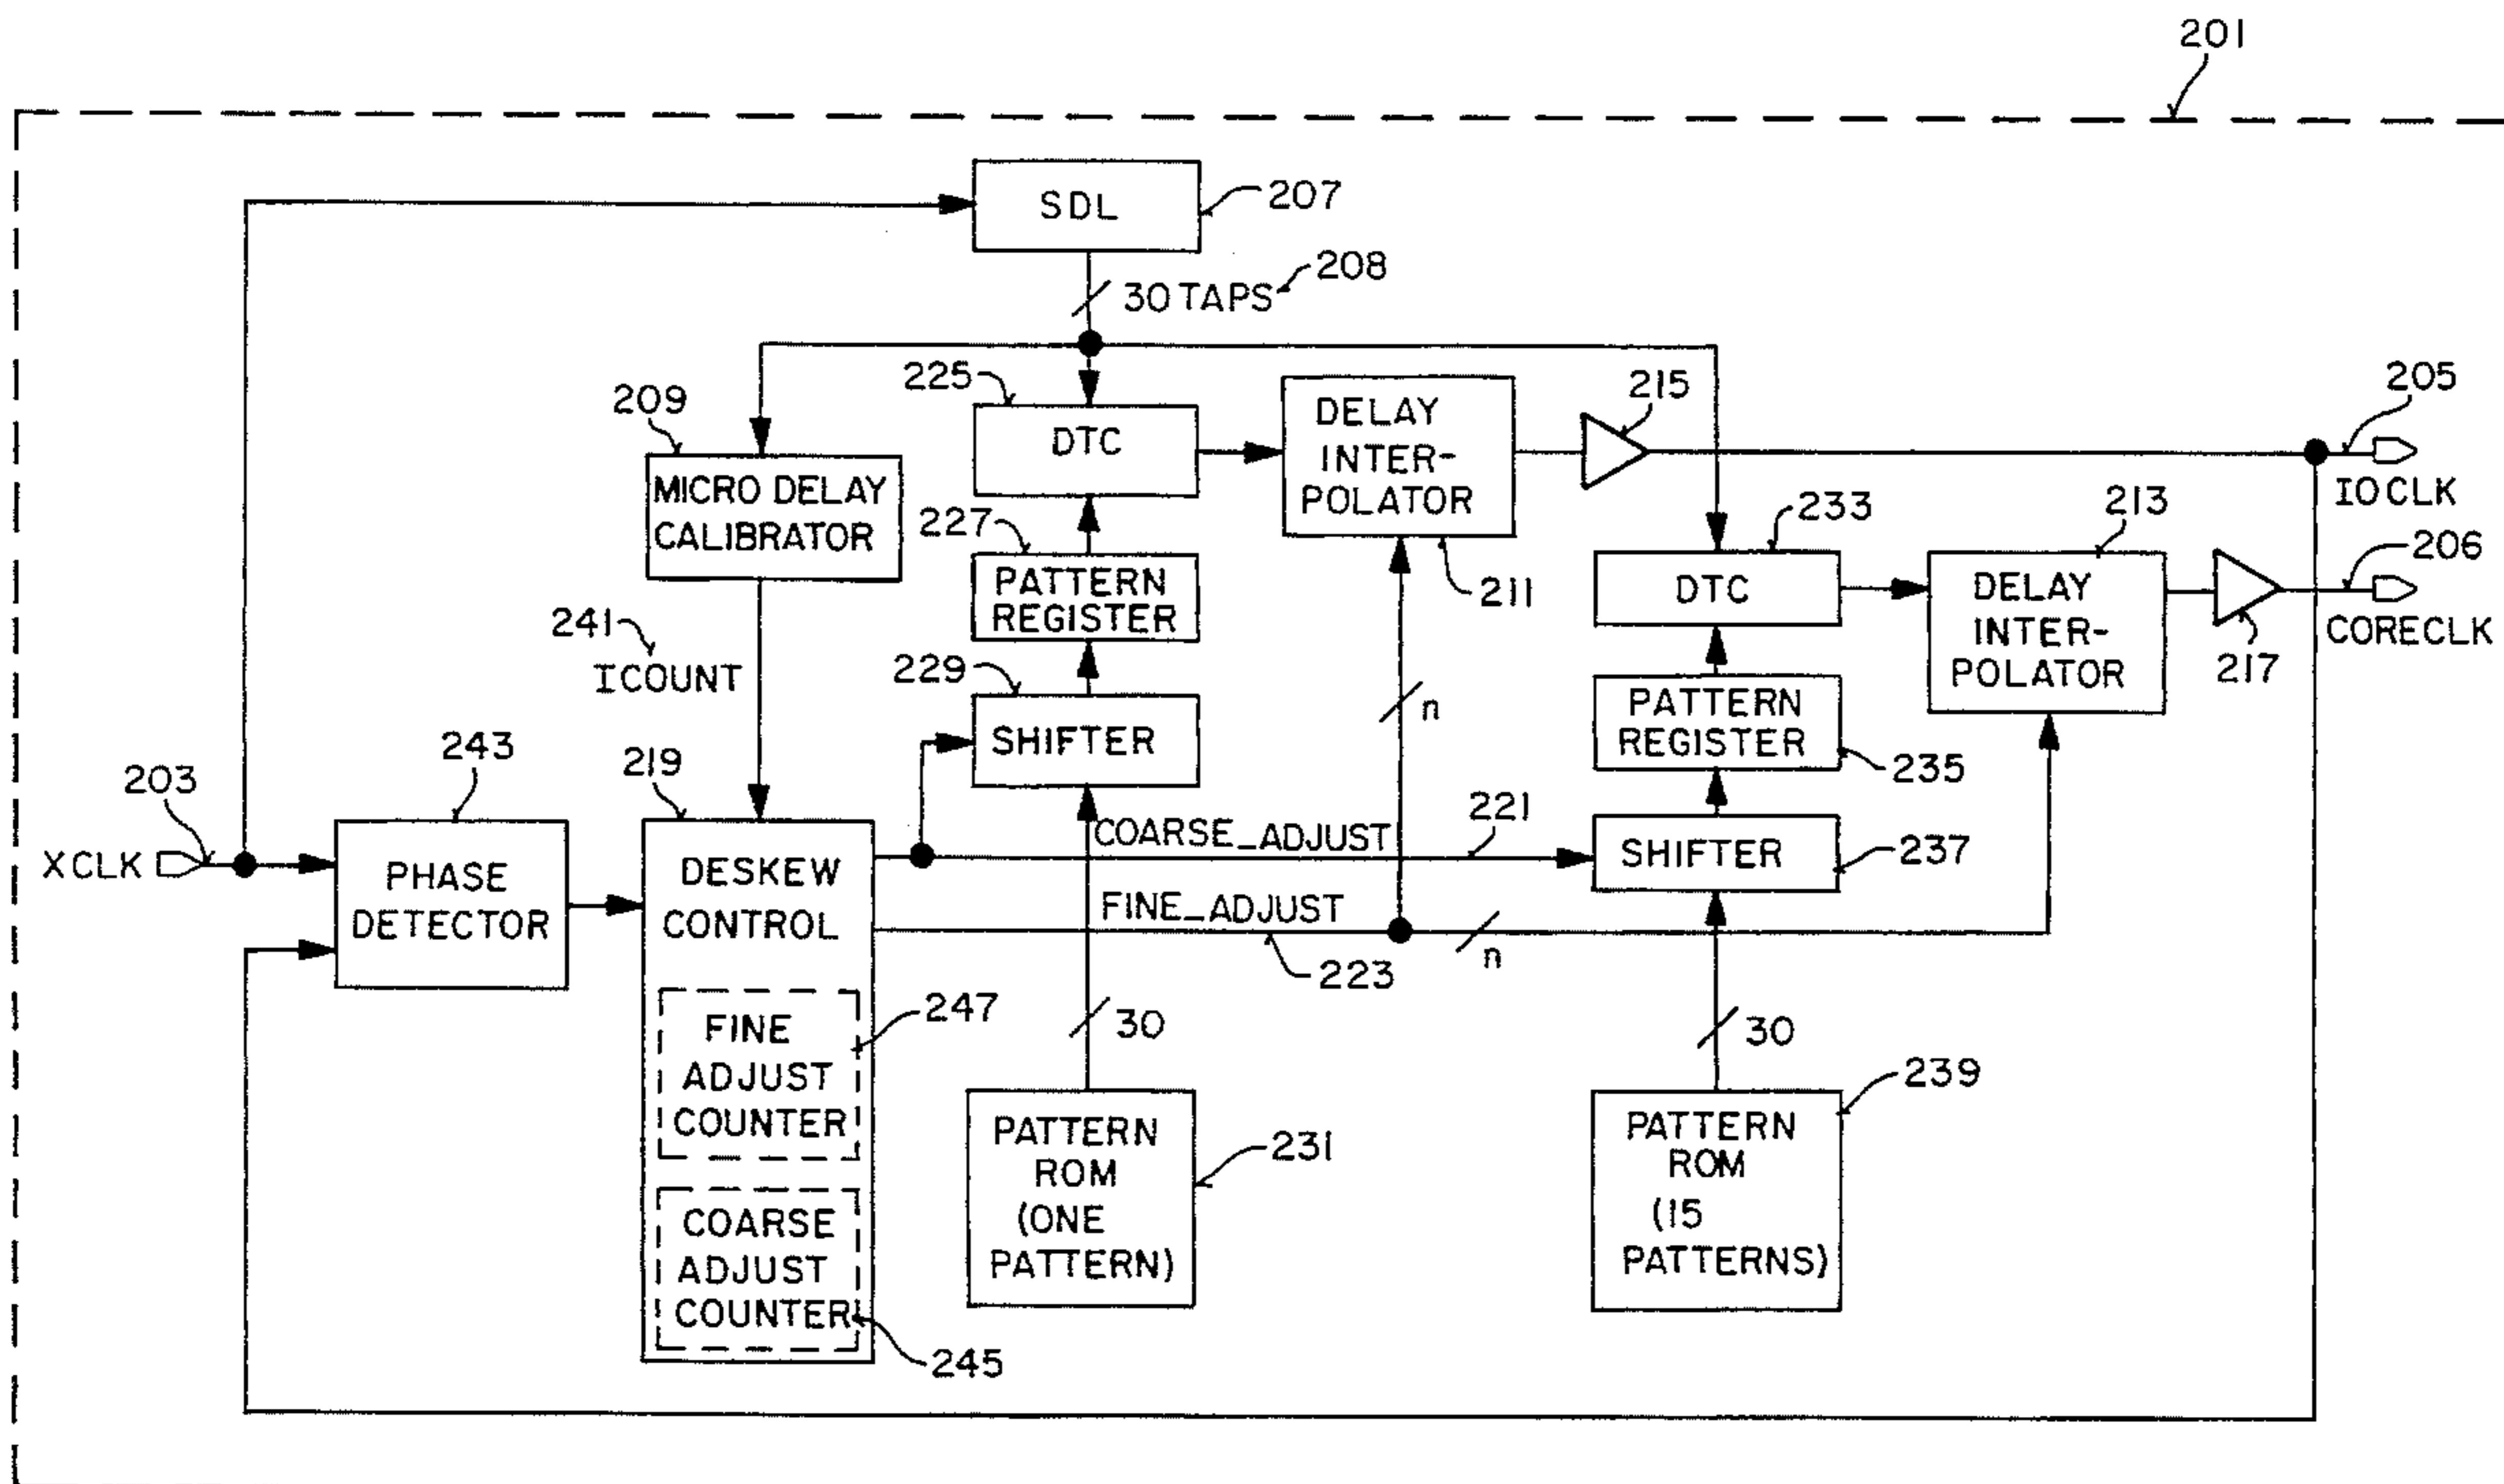 201
SDL
207
30 TAPS
208
225
209
DTC
DELAY
INTER-
POLATOR
215
205
IO CLK
MICRO DELAY
CALIBRATOR
227
PATTERN
REGISTER
211
233
DTC
213
DELAY
INTER-
POLATOR
206
CORECLK
217
241
ICOUNT
229
SHIFTER
n
PATTERN
REGISTER
235
203
XCLK
243
PHASE
DETECTOR
219
DESKEW
CONTROL
COARSE_ADJUST
221
SHIFTER
237
FINE_ADJUST
223
n
FINE
ADJUST
COUNTER
247
30
30
COARSE
ADJUST
COUNTER
245
PATTERN
ROM
(ONE
PATTERN)
231
PATTERN
ROM
(15
PATTERNS)
239